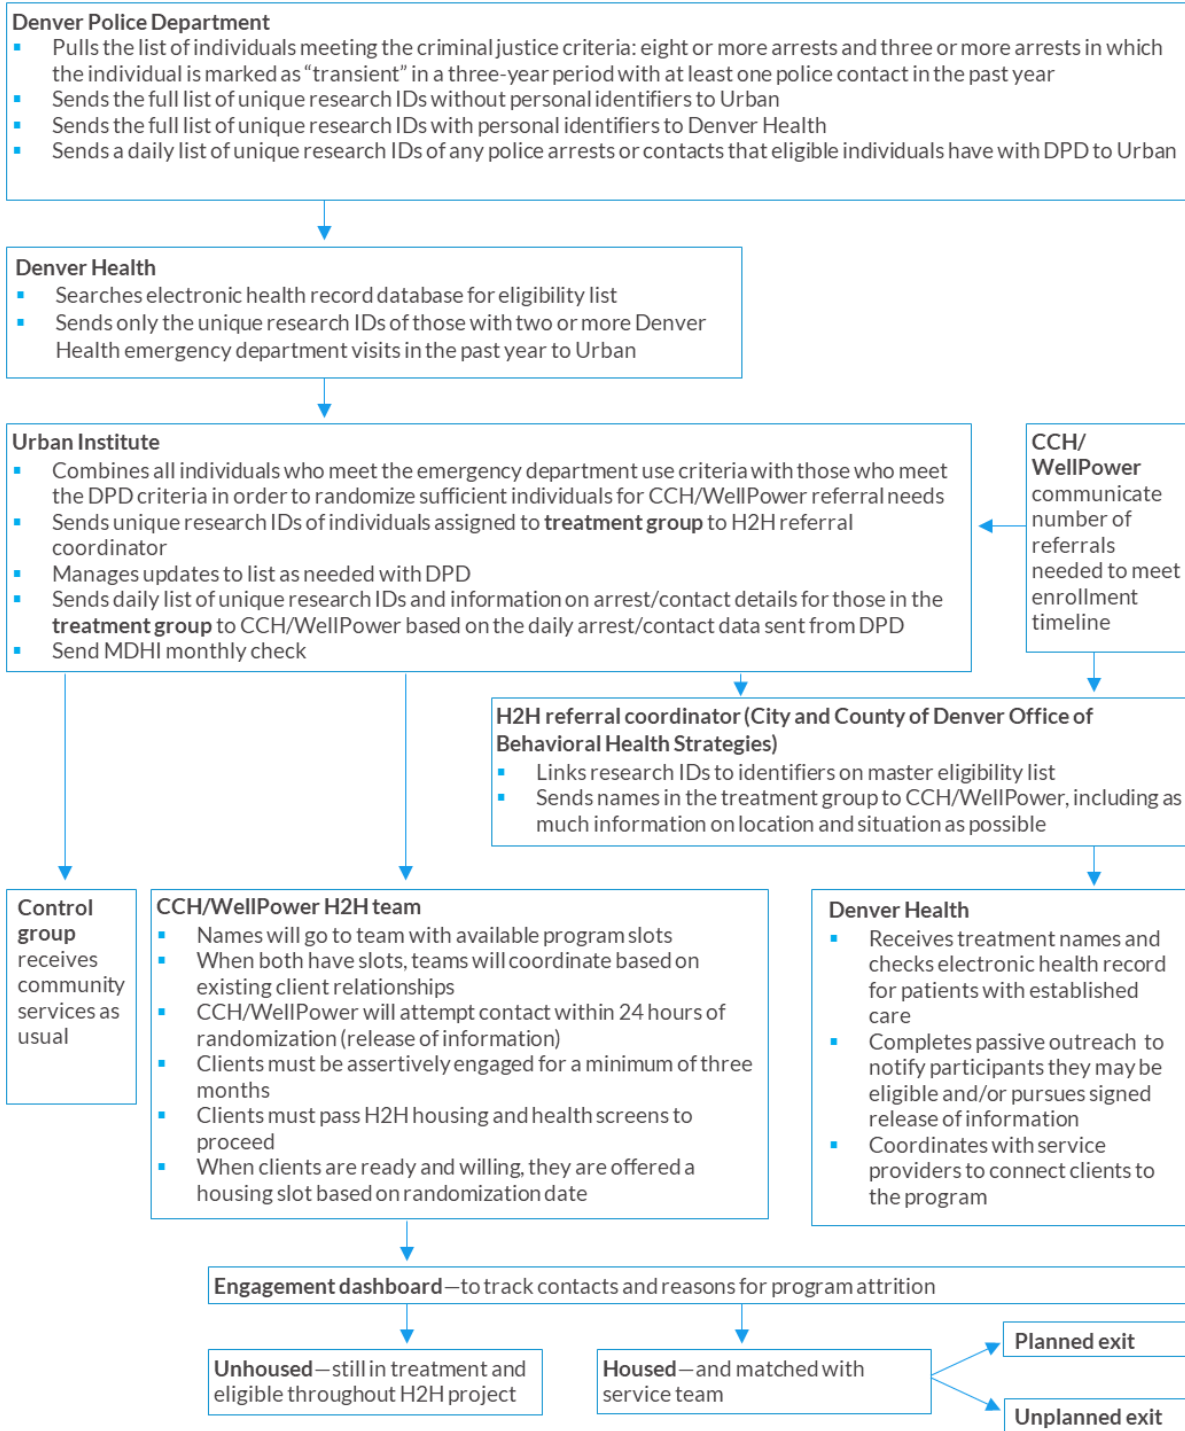 Denver Police Department
▪ Pulls the list of individuals meeting the criminal justice criteria: eight or more arrests and three or more arrests in which
the individual is marked as “transient” in a three-year period with at least one police contact in the past year
▪ Sends the full list of unique research IDs without personal identifiers to Urban
▪ Sends the full list of unique research IDs with personal identifiers to Denver Health
▪ Sends a daily list of unique research IDs of any police arrests or contacts that eligible individuals have with DPD to Urban
Denver Health
▪ Searches electronic health record database for eligibility list
▪ Sends only the unique research IDs of those with two or more Denver
Health emergency department visits in the past year to Urban
Urban Institute
▪ Combines all individuals who meet the emergency department use criteria with those who meet
the DPD criteria in order to randomize sufficient individuals for CCH/WellPower referral needs
▪ Sends unique research IDs of individuals assigned to treatment group to H2H referral
coordinator
▪ Manages updates to list as needed with DPD
▪ Sends daily list of unique research IDs and information on arrest/contact details for those in the
treatment group to CCH/WellPower based on the daily arrest/contact data sent from DPD
▪ Send MDHI monthly check
CCH/
WellPower
communicate
number of
referrals
needed to meet
enrollment
timeline
H2H referral coordinator (City and County of Denver Office of
Behavioral Health Strategies)
▪ Links research IDs to identifiers on master eligibility list
▪ Sends names in the treatment group to CCH/WellPower, including as
much information on location and situation as possible
Control
group
receives
community
services as
usual
CCH/WellPower H2H team
▪ Names will go to team with available program slots
▪ When both have slots, teams will coordinate based on
existing client relationships
▪ CCH/WellPower will attempt contact within 24 hours of
randomization (release of information)
▪ Clients must be assertively engaged for a minimum of three
months
▪ Clients must pass H2H housing and health screens to
proceed
▪ When clients are ready and willing, they are offered a
housing slot based on randomization date
Denver Health
▪ Receives treatment names and
checks electronic health record
for patients with established
care
▪ Completes passive outreach to
notify participants they may be
eligible and/or pursues signed
release of information
▪ Coordinates with service
providers to connect clients to
the program
Engagement dashboard—to track contacts and reasons for program attrition
Unhoused—still in treatment and
eligible throughout H2H project
Housed—and matched with
service team
Planned exit
Unplanned exit